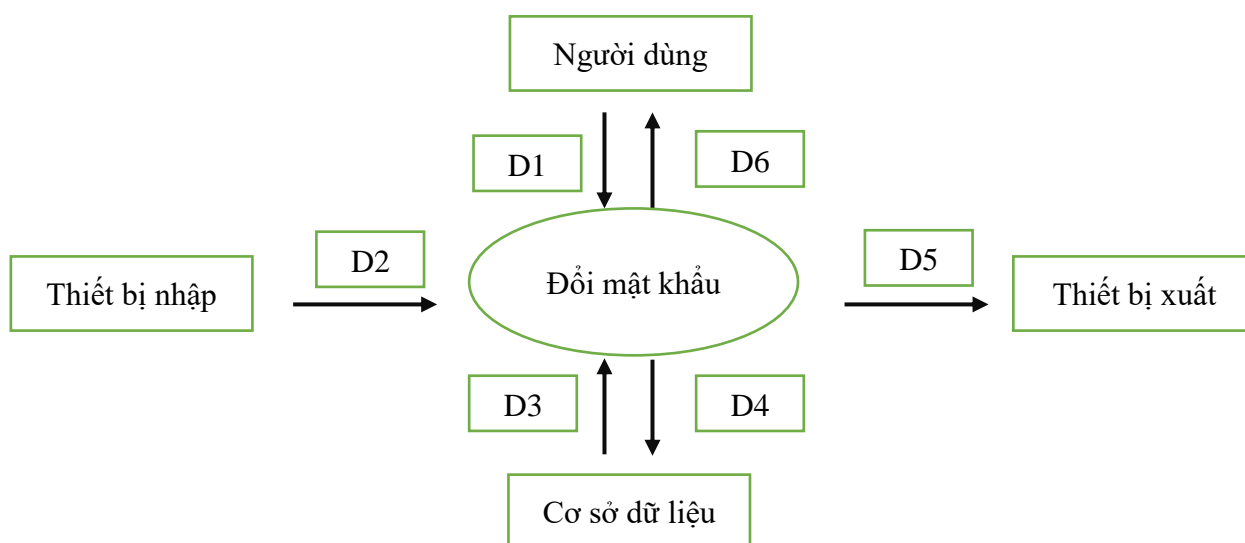 Người dùng
D1
D6
D2
D5
Thiết bị nhập
Đổi mật khẩu
Thiết bị xuất
D3
D4
Cơ sở dữ liệu